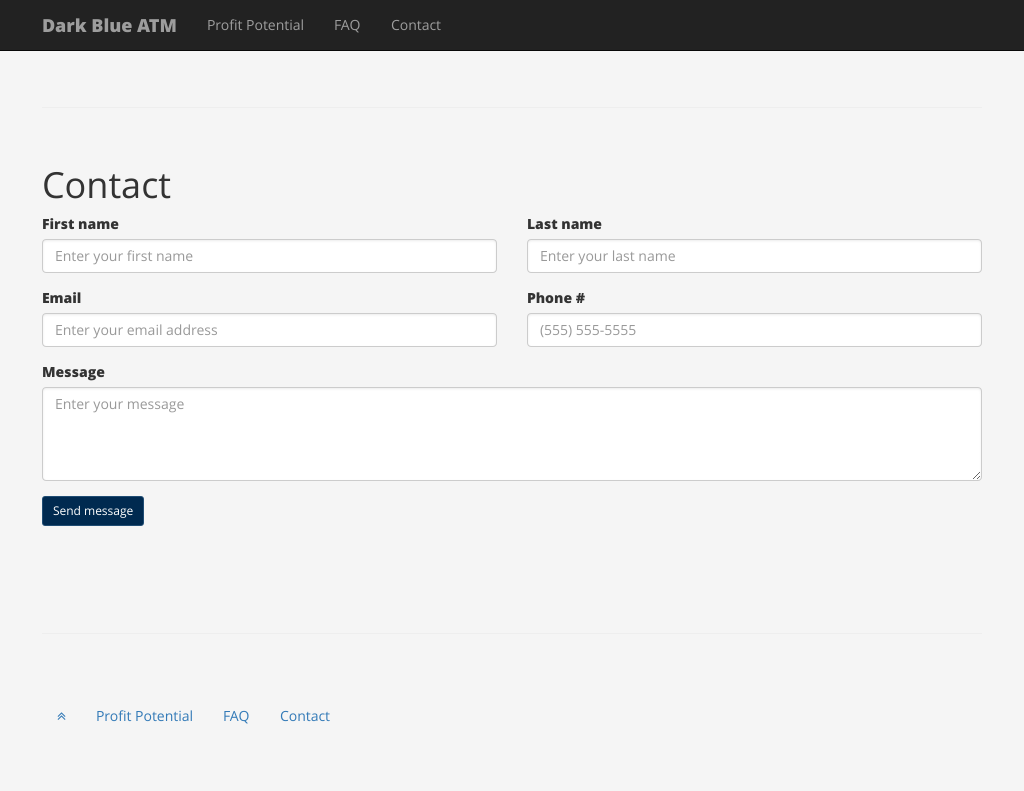 Dark Blue ATM Profit Potential FAQ Contact
Contact
First name Last name
Enter your first name Enter your last name
Email Phone #
Enter your email address (555) 555-5555
Message
Enter your message
Send message
Profit Potential FAQ Contact